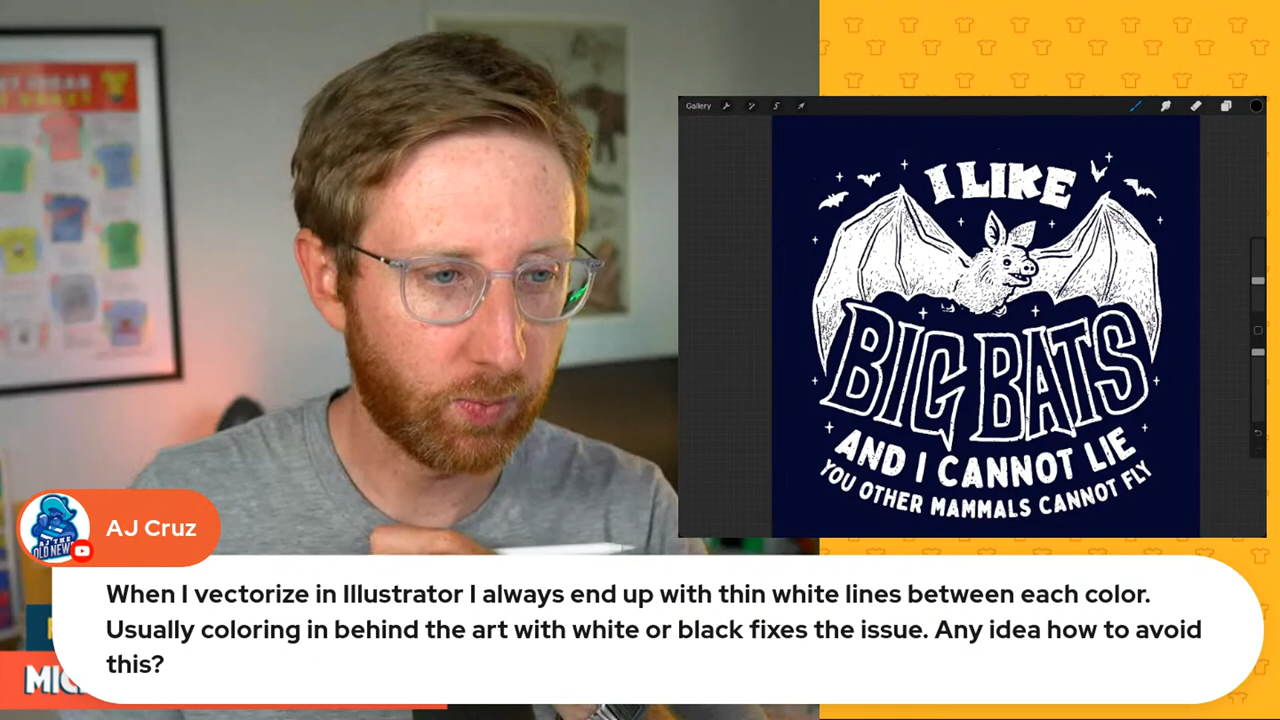 Gallery
I LIKE
BIG BATS
AND I CANNOT LIE
YOU OTHER MAMMALS CANNOT FLY
AJ Cruz
When I vectorize in Illustrator I always end up with thin white lines between each color.
Usually coloring in behind the art with white or black fixes the issue. Any idea how to avoid
this?